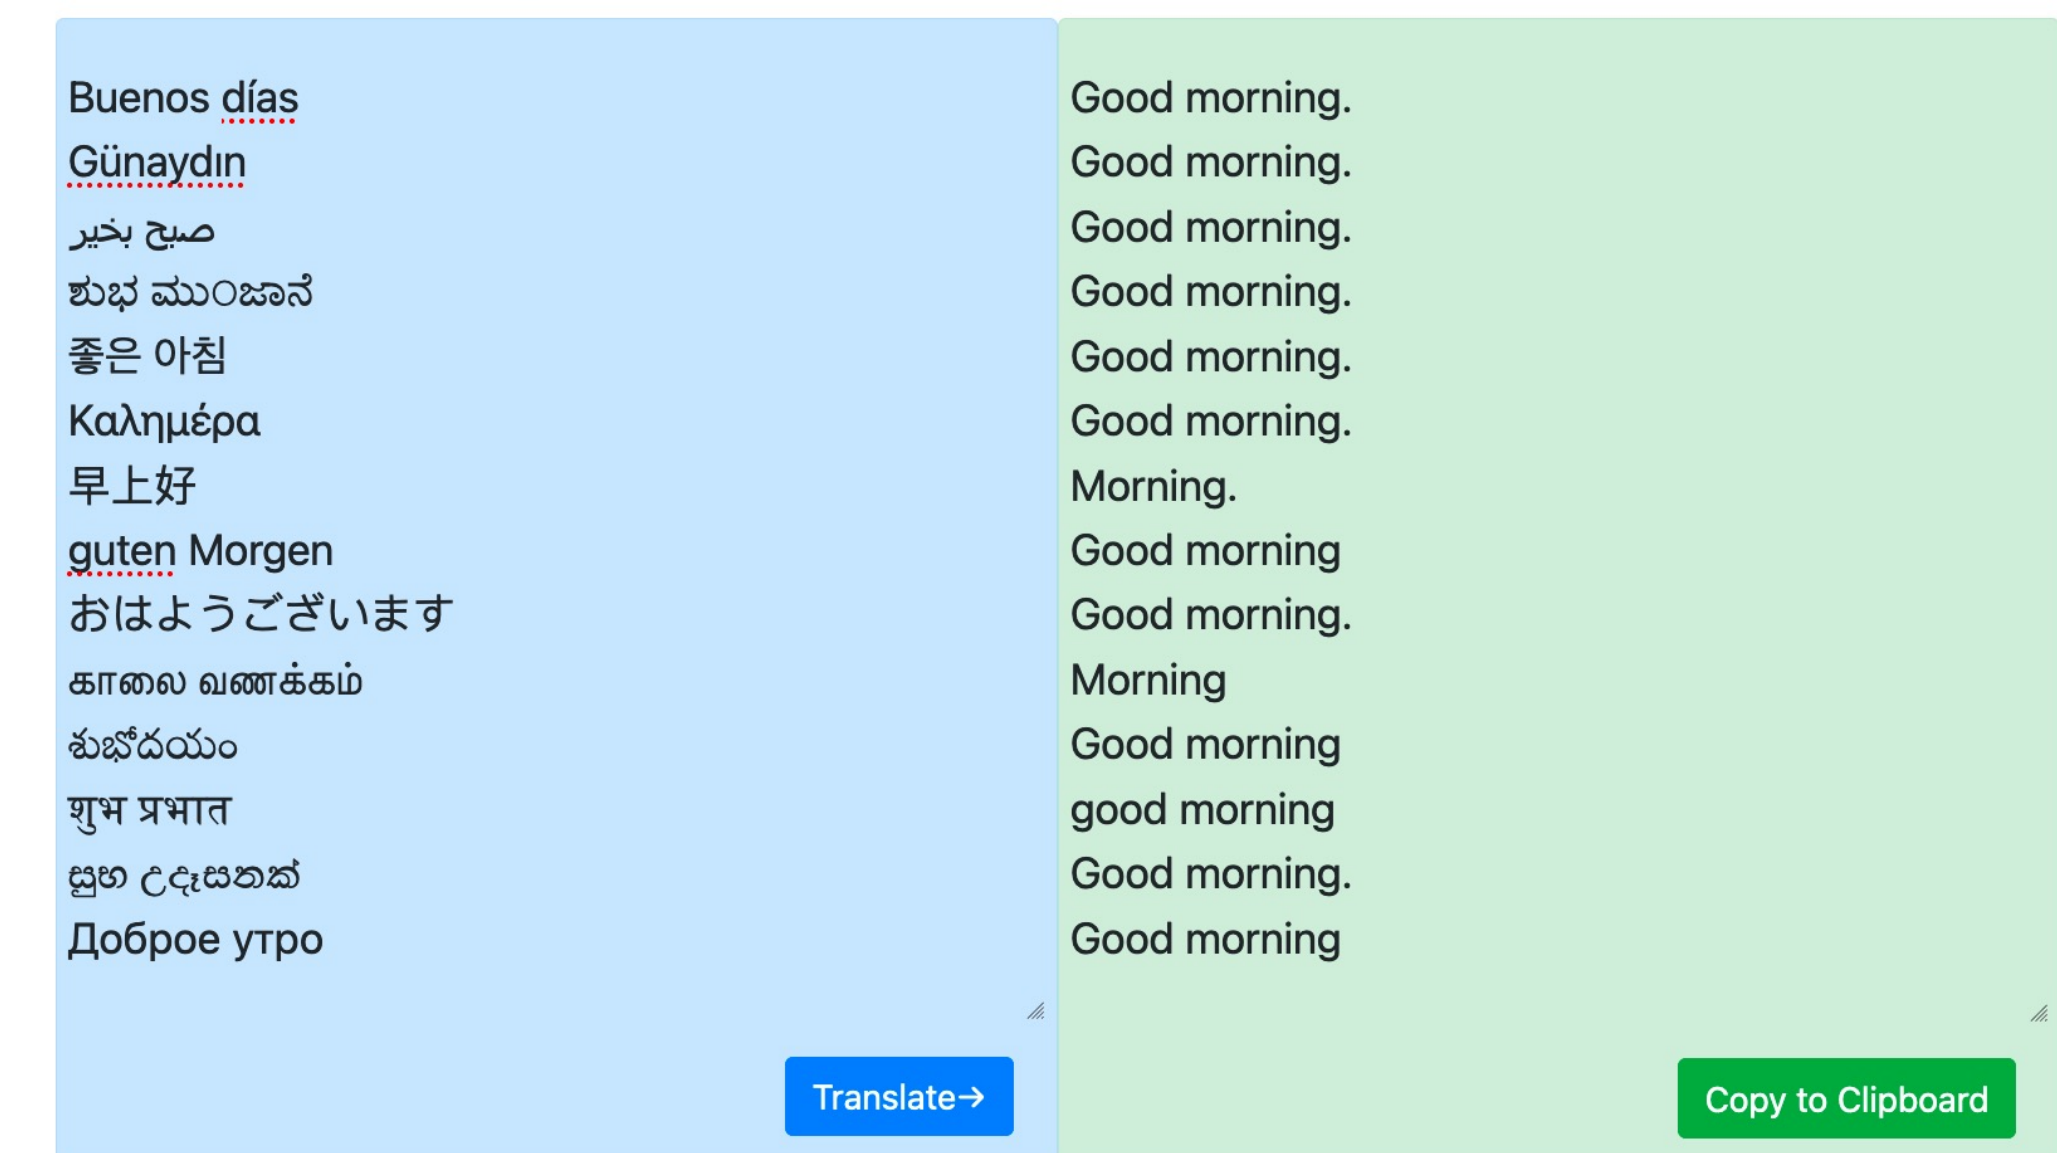 Buenos días
Günaydın
صبح بخیر
ಶುಭ ಮುಂಜಾನೆ
좋은 아침
Καλημέρα
早上好
guten Morgen
おはようございます
காலை வணக்கம்
శుభోదయం
शुभ प्रभात
සුභ උදෑසනක්
Доброе утро
Translate→
Good morning.
Good morning.
Good morning.
Good morning.
Good morning.
Good morning.
Morning.
Good morning
Good morning.
Morning
Good morning
good morning
Good morning.
Good morning
Copy to Clipboard